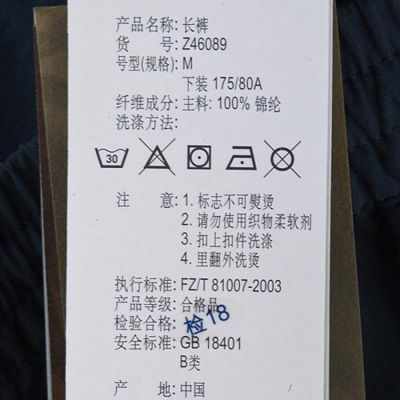 产品名称: 长裤
货 号: Z46089
号型(规格): M
下装 175/80A
纤维成分: 主料: 100% 锦纶
洗涤方法:
30
注 意: 1. 标志不可熨烫
2. 请勿使用织物柔软剂
3. 扣上扣件洗涤
4. 里翻外洗烫
执行标准: FZ/T 81007-2003
产品等级: 合格品
检验合格: 检18
安全标准: GB 18401
B类
产 地: 中国